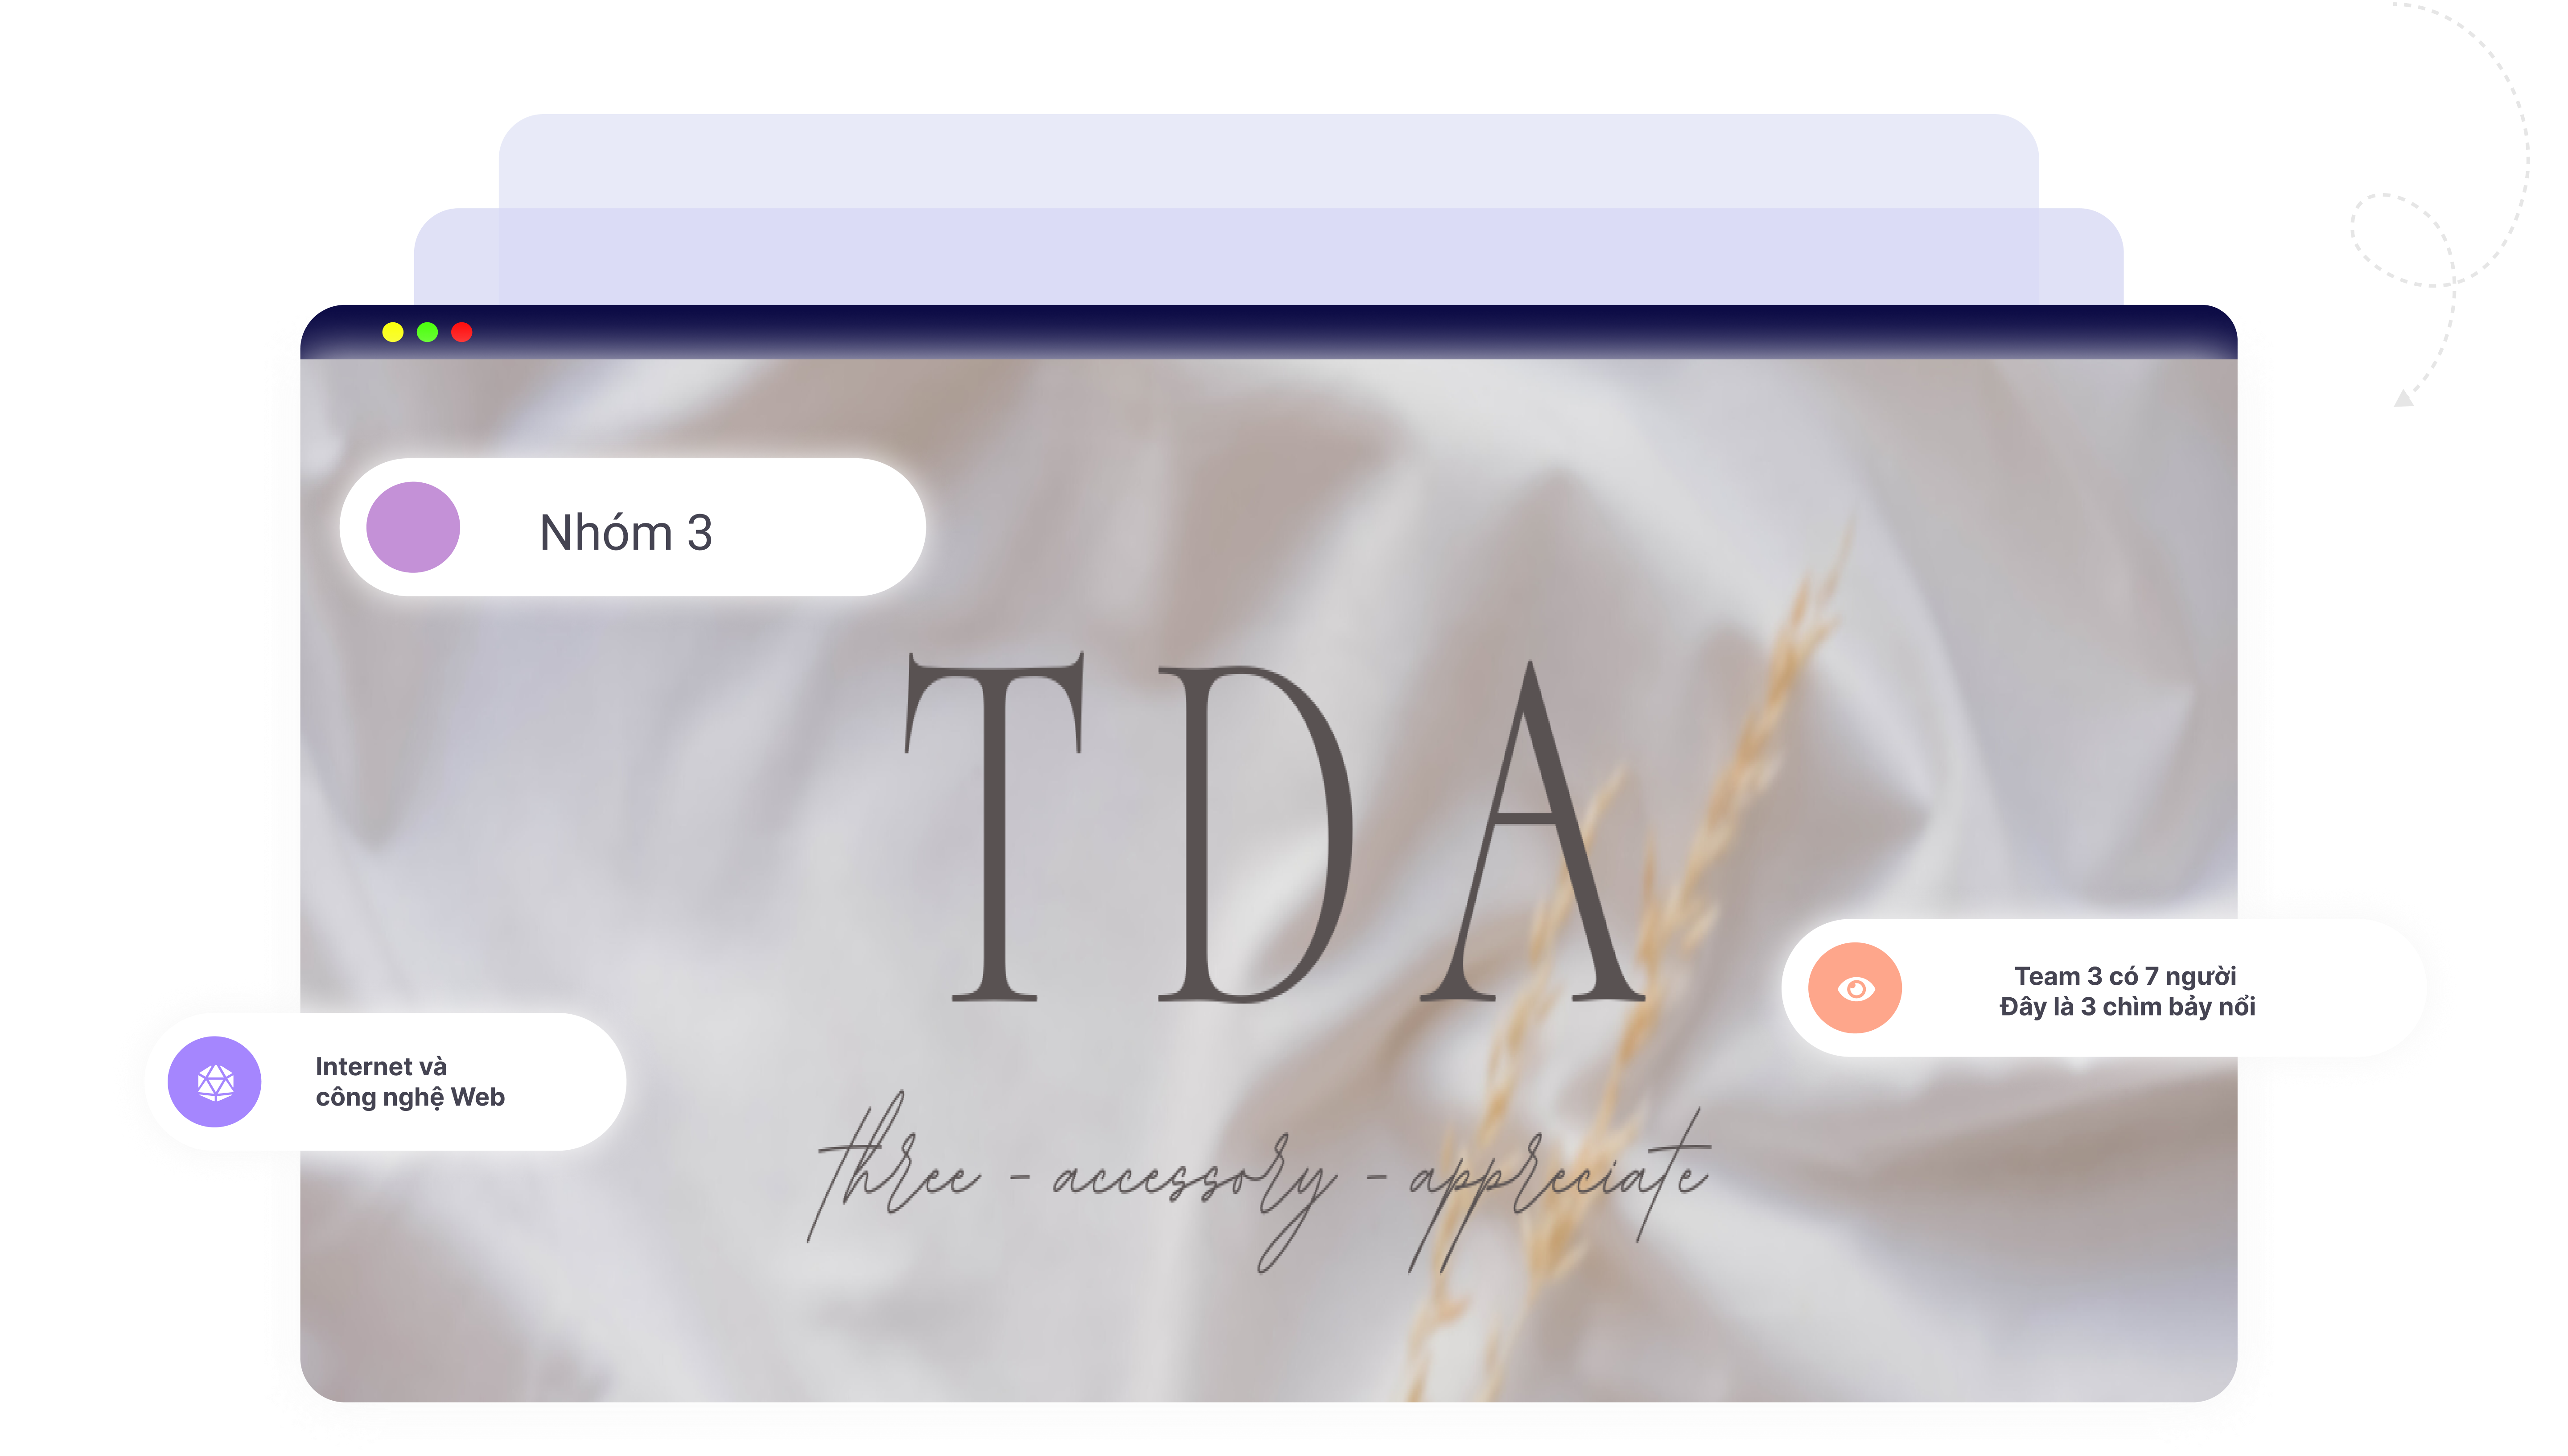 Nhóm 3
TDA
Team 3 có 7 người
Đây là 3 chìm bảy nổi
Internet và
công nghệ Web
three - accessory - appreciate